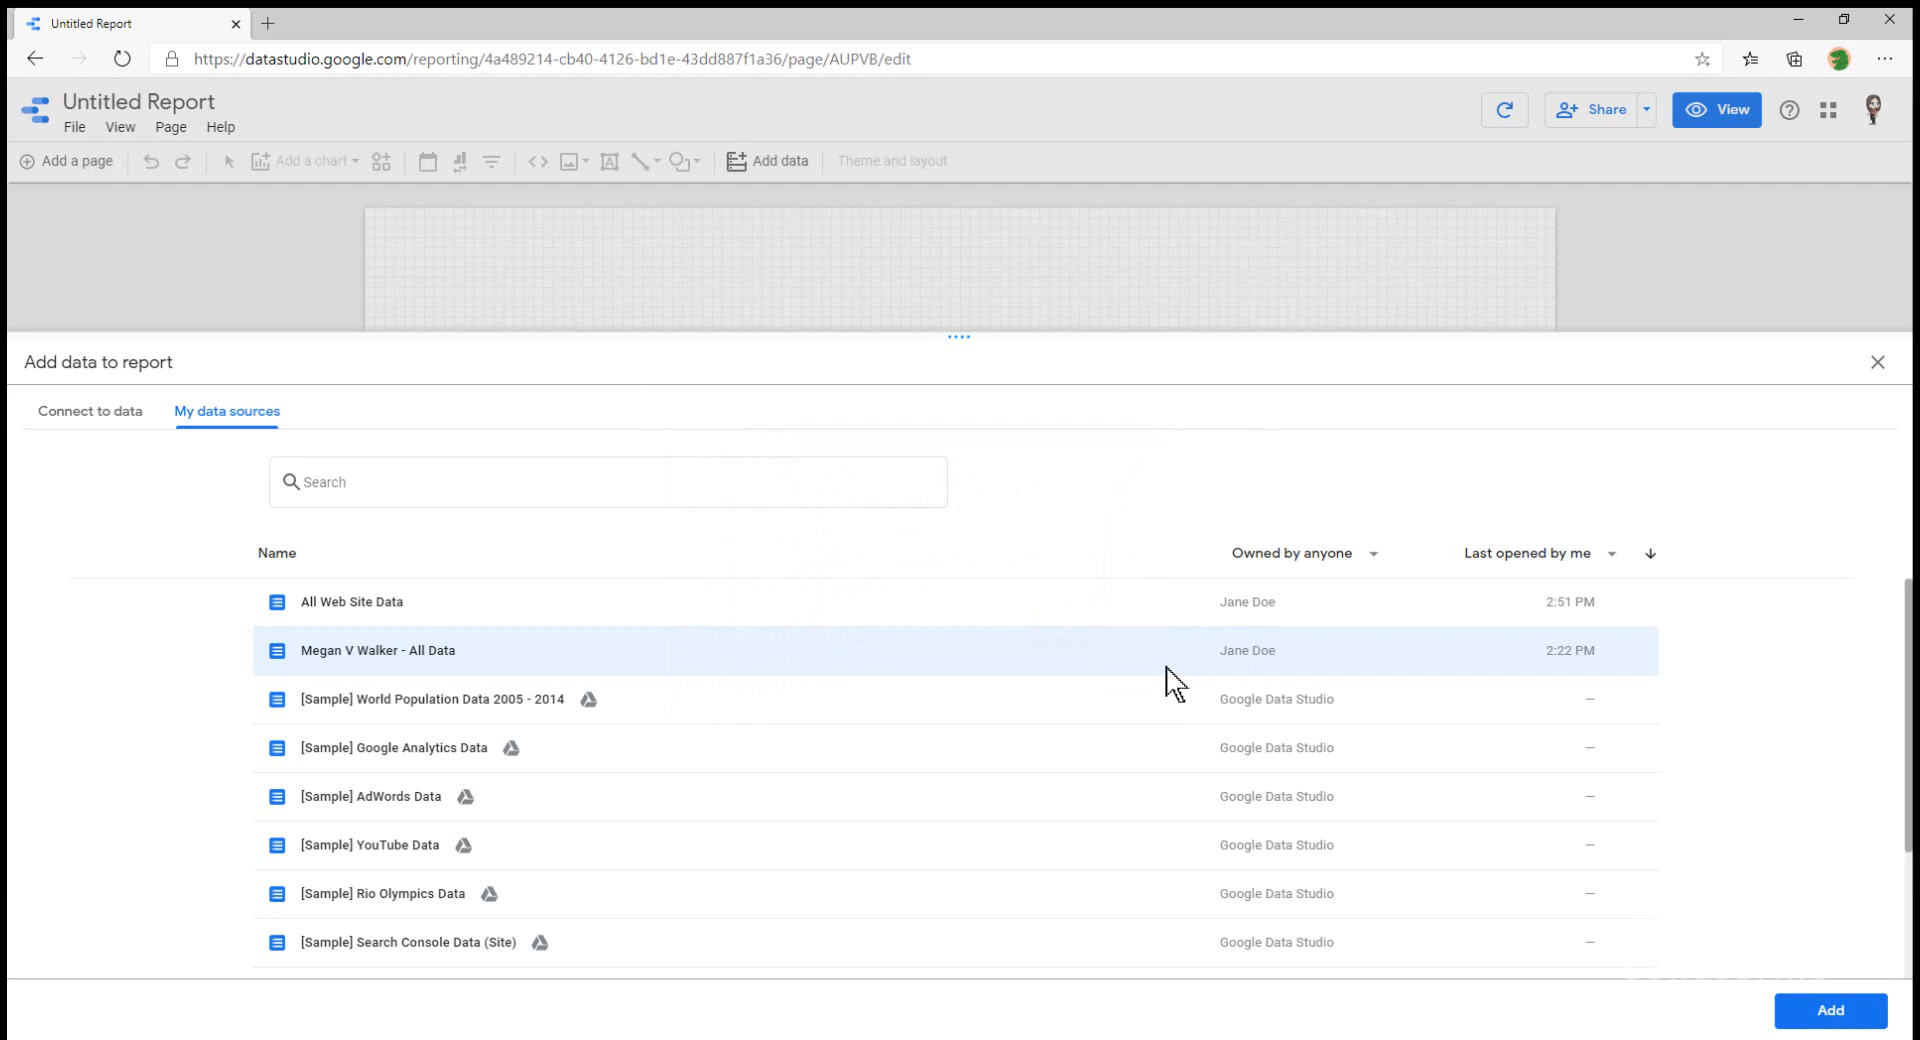 Untitled Report
https://datastudio.google.com/reporting/4a489214-cb40-4126-bd1e-43dd887f1a36/page/AUPVB/edit
Untitled Report
File View Page Help
Share View
Add a page Add a chart Add data Theme and layout
Add data to report
Connect to data My data sources
Search
Name Owned by anyone Last opened by me
All Web Site Data Jane Doe 2:51 PM
Megan V Walker - All Data Jane Doe 2:22 PM
[Sample] World Population Data 2005 - 2014 Google Data Studio –
[Sample] Google Analytics Data Google Data Studio –
[Sample] AdWords Data Google Data Studio –
[Sample] YouTube Data Google Data Studio –
[Sample] Rio Olympics Data Google Data Studio –
[Sample] Search Console Data (Site) Google Data Studio –
Add